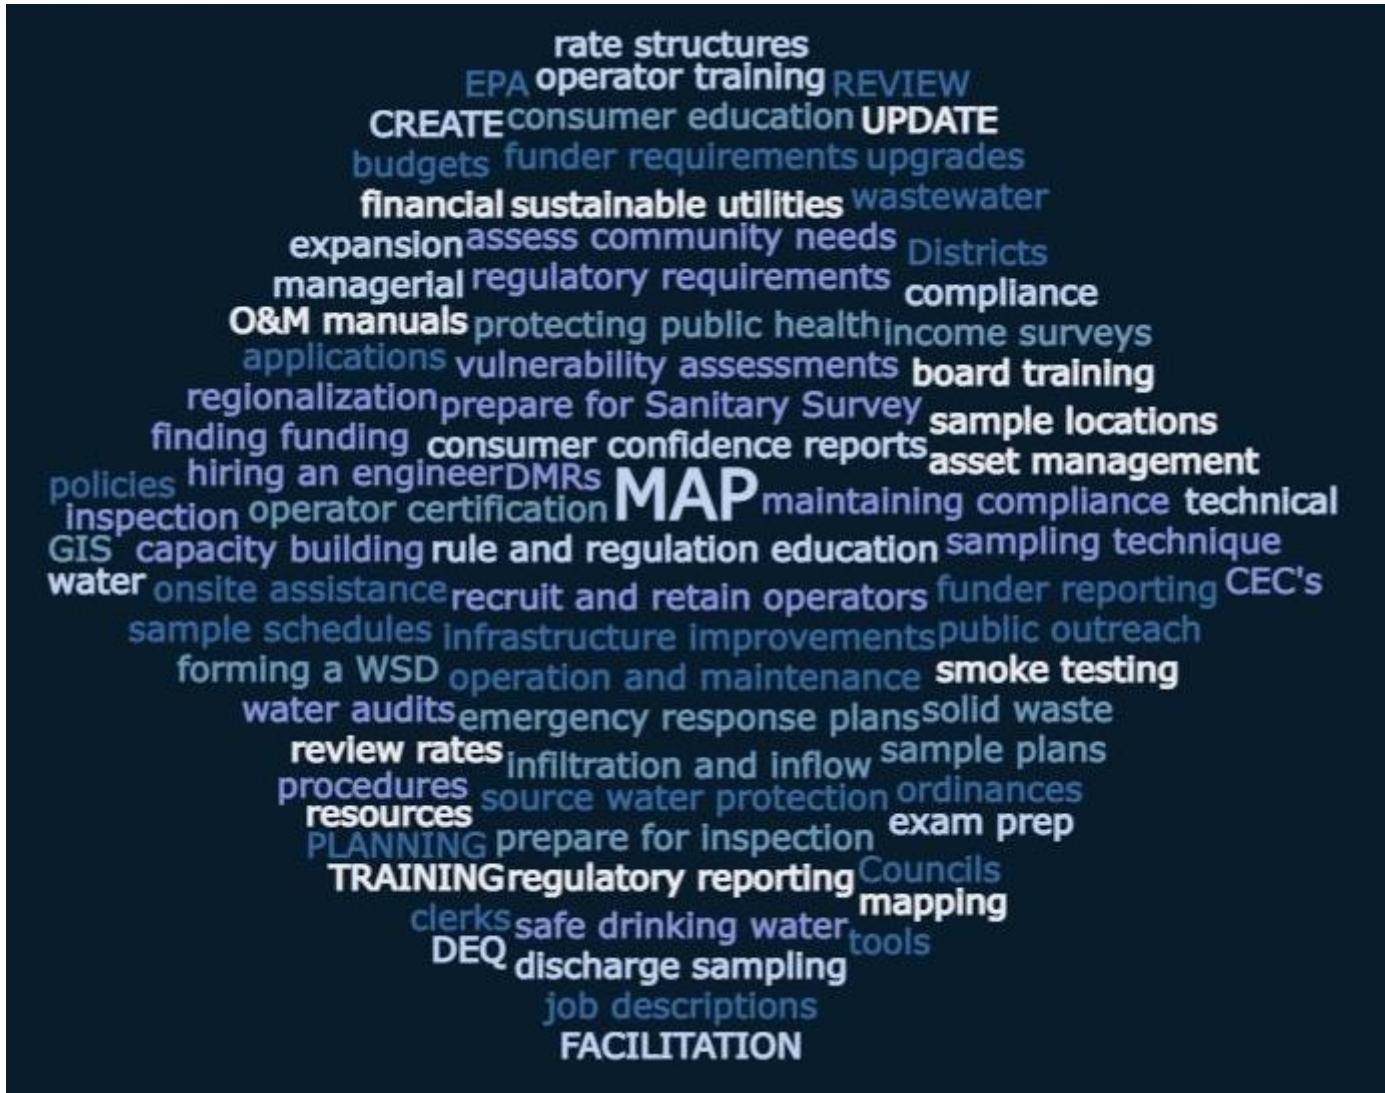 rate structures
EPA operator training REVIEW
CREATE consumer education UPDATE
budgets funder requirements upgrades
financial sustainable utilities wastewater
expansion assess community needs Districts
managerial regulatory requirements compliance
O&M manuals protecting public health income surveys
applications vulnerability assessments board training
regionalization prepare for Sanitary Survey sample locations
finding funding consumer confidence reports asset management
policies hiring an engineer DMRs MAP maintaining compliance technical
inspection operator certification
GIS capacity building rule and regulation education sampling technique
water onsite assistance recruit and retain operators funder reporting CEC's
sample schedules infrastructure improvements public outreach
forming a WSD operation and maintenance smoke testing
water audits emergency response plans solid waste
review rates infiltration and inflow sample plans
procedures source water protection ordinances
resources exam prep
PLANNING prepare for inspection
TRAINING regulatory reporting Councils
mapping
clerks safe drinking water tools
DEQ discharge sampling
job descriptions
FACILITATION